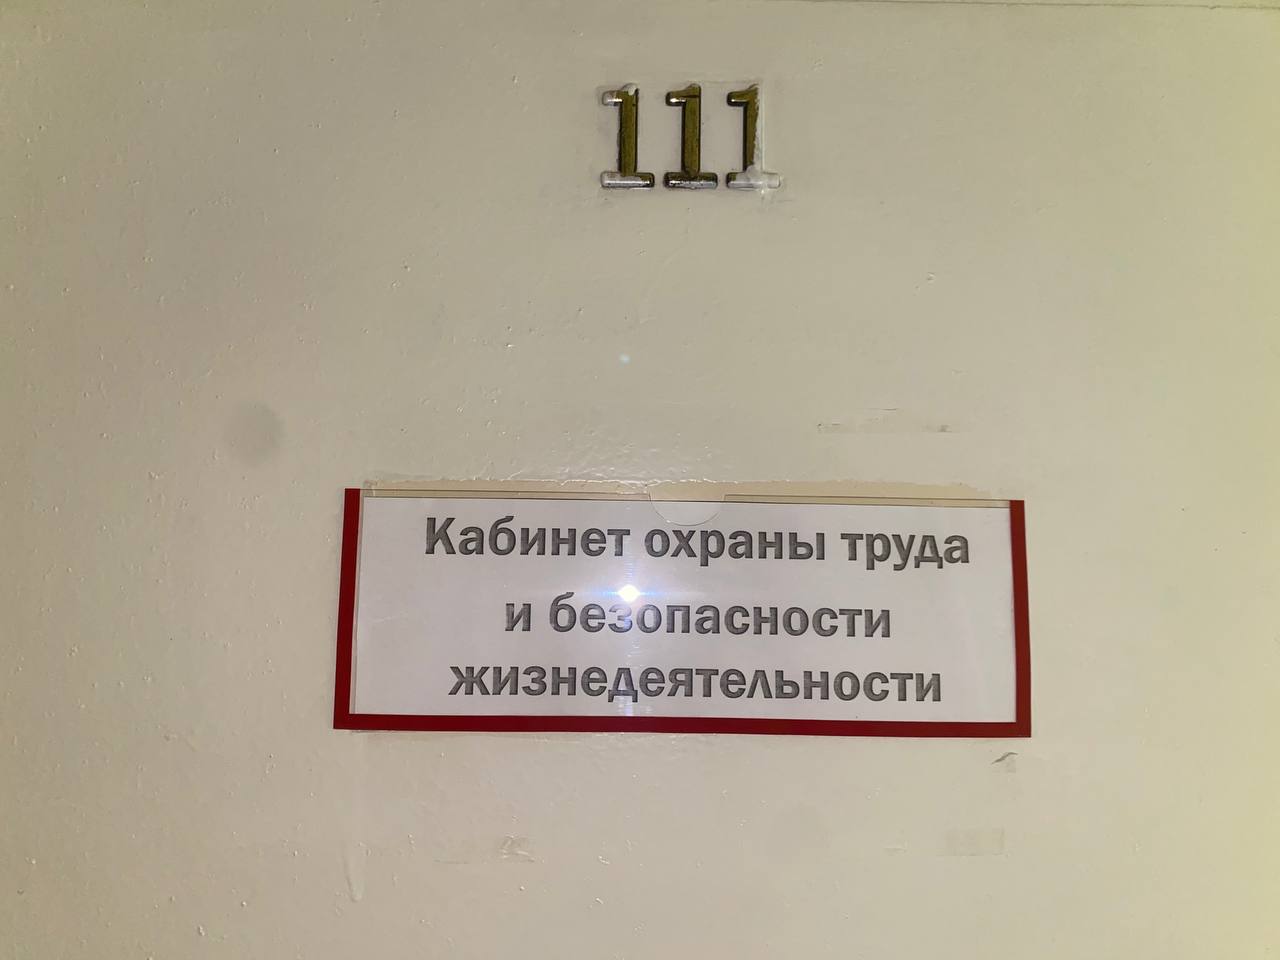 111
Кабинет охраны труда
и безопасности
жизнедеятельности